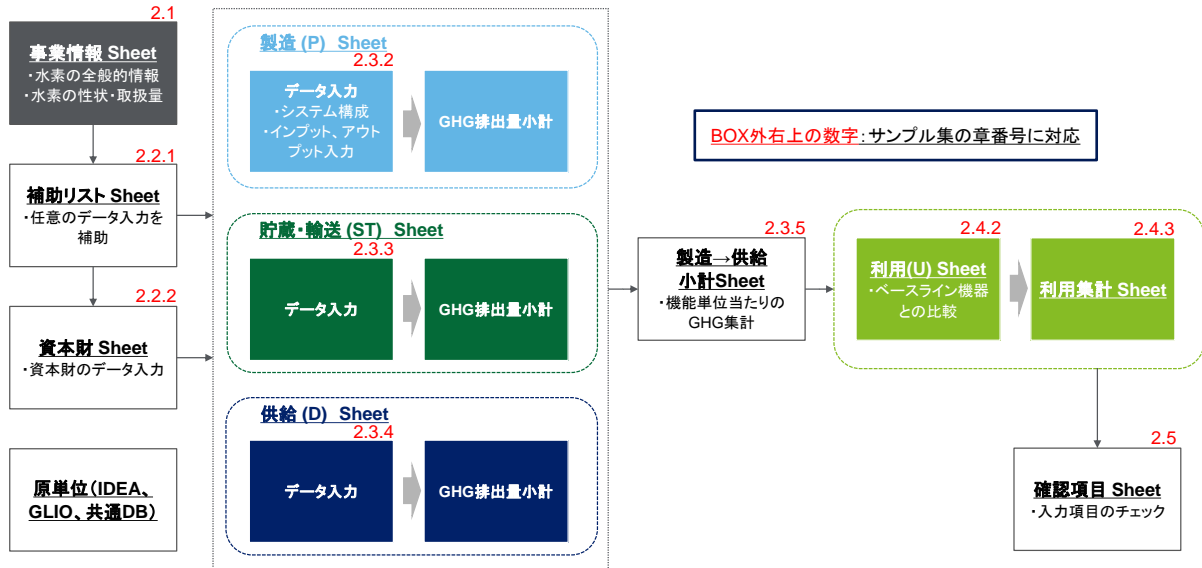 2.1
事業情報 Sheet
・水素の全般的情報
・水素の性状・取扱量
2.2.1
補助リスト Sheet
・任意のデータ入力を
補助
2.2.2
資本財 Sheet
・資本財のデータ入力
原単位(IDEA、
GLIO、共通DB)
製造 (P) Sheet
2.3.2
データ入力
・システム構成
・インプット、アウト
プット入力
GHG排出量小計
貯蔵・輸送 (ST) Sheet
2.3.3
データ入力
GHG排出量小計
供給 (D) Sheet
2.3.4
データ入力
GHG排出量小計
BOX外右上の数字:サンプル集の章番号に対応
2.3.5
製造→供給
小計Sheet
・機能単位当たりの
GHG集計
2.4.2
利用(U) Sheet
・ベースライン機器
との比較
2.4.3
利用集計 Sheet
2.5
確認項目 Sheet
・入力項目のチェック